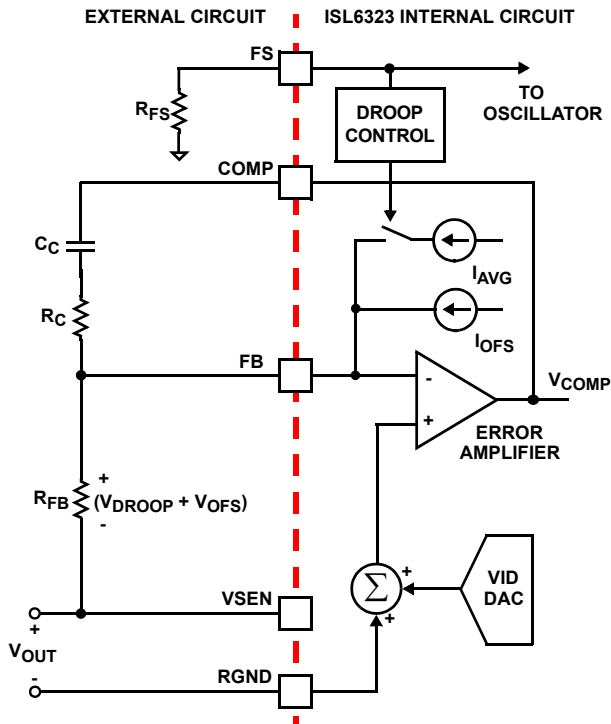 EXTERNAL CIRCUIT
ISL6323 INTERNAL CIRCUIT
FS
RFS
TO
OSCILLATOR
DROOP
CONTROL
COMP
CC
IAVG
RC
IOFS
FB
-
+
VCOMP
ERROR
AMPLIFIER
+
RFB
(VDROOP + VOFS)
-
VSEN
+
Σ
+
VID
DAC
+
VOUT
-
RGND